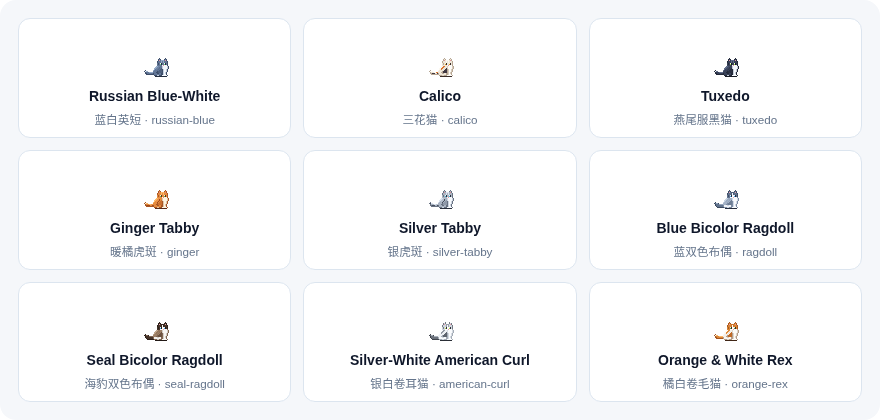 Russian Blue-White
蓝白英短 · russian-blue
Calico
三花猫 · calico
Tuxedo
燕尾服黑猫 · tuxedo
Ginger Tabby
暖橘虎斑 · ginger
Silver Tabby
银虎斑 · silver-tabby
Blue Bicolor Ragdoll
蓝双色布偶 · ragdoll
Seal Bicolor Ragdoll
海豹双色布偶 · seal-ragdoll
Silver-White American Curl
银白卷耳猫 · american-curl
Orange & White Rex
橘白卷毛猫 · orange-rex